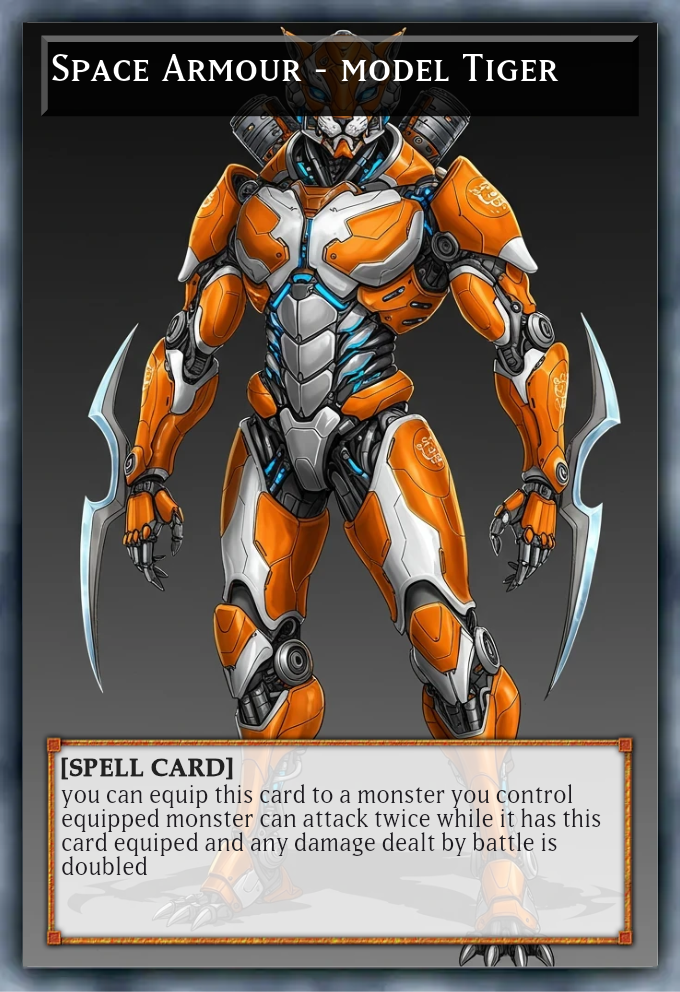 Space Armour - model Tiger
[SPELL CARD]
you can equip this card to a monster you control
equipped monster can attack twice while it has this
card equiped and any damage dealt by battle is
doubled